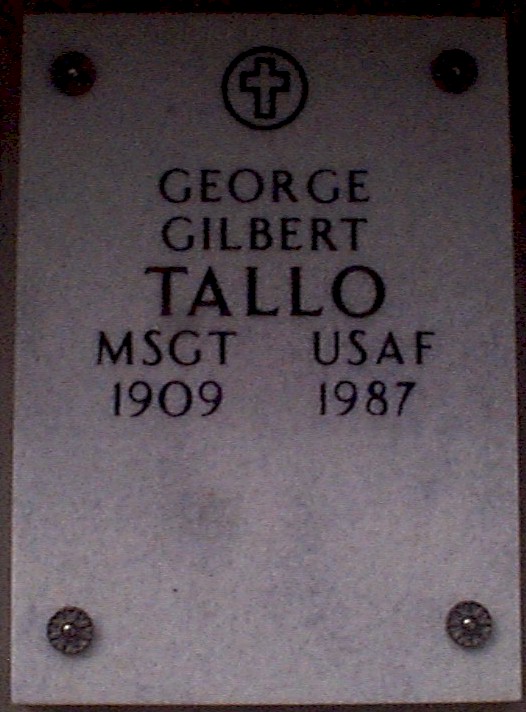 GEORGE
GILBERT
TALLO
MSGT USAF
1909 1987